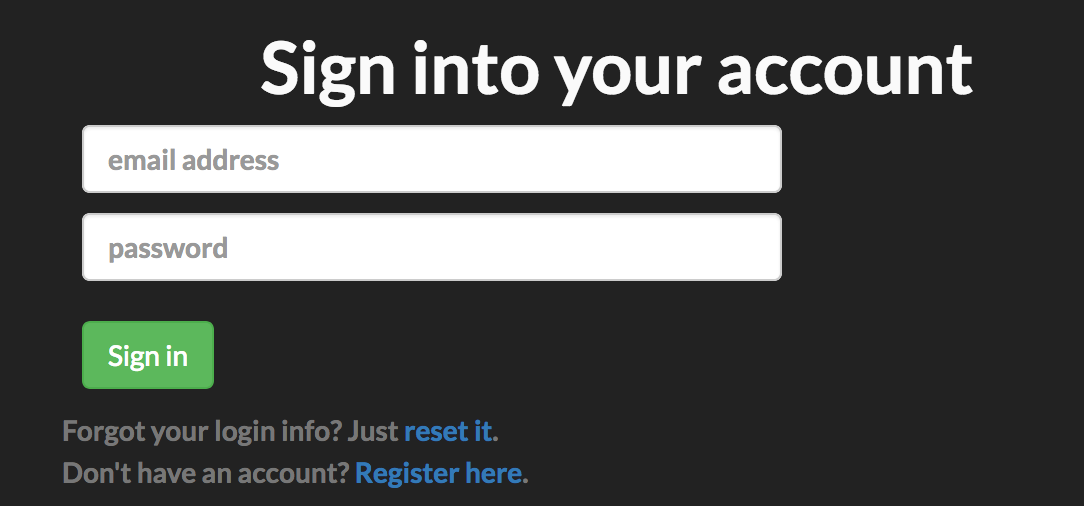 Sign into your account
email address
password
Sign in
Forgot your login info? Just reset it.
Don't have an account? Register here.